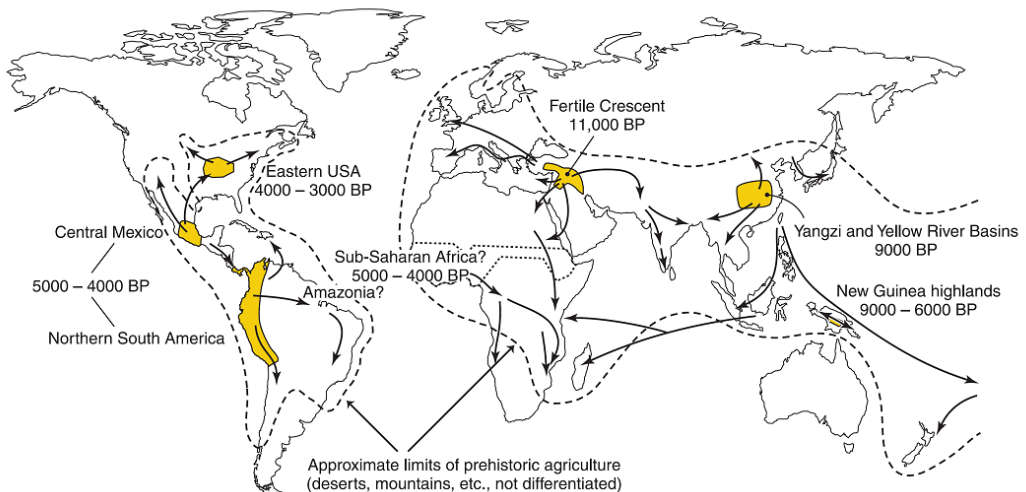 Fertile Crescent
11,000 BP
Eastern USA
4000 – 3000 BP
Central Mexico
5000 – 4000 BP
Northern South America
Sub-Saharan Africa?
5000 – 4000 BP
Amazonia?
Yangzi and Yellow River Basins
9000 BP
New Guinea highlands
9000 – 6000 BP
Approximate limits of prehistoric agriculture
(deserts, mountains, etc., not differentiated)